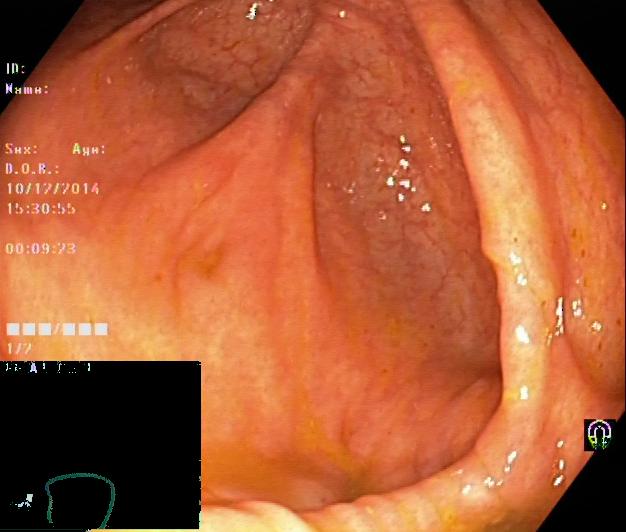 ID:
Name:
Sex: Age:
D.O.B.:
10/12/2014
15:30:55
00:09:23
■■■/■■■
1/2